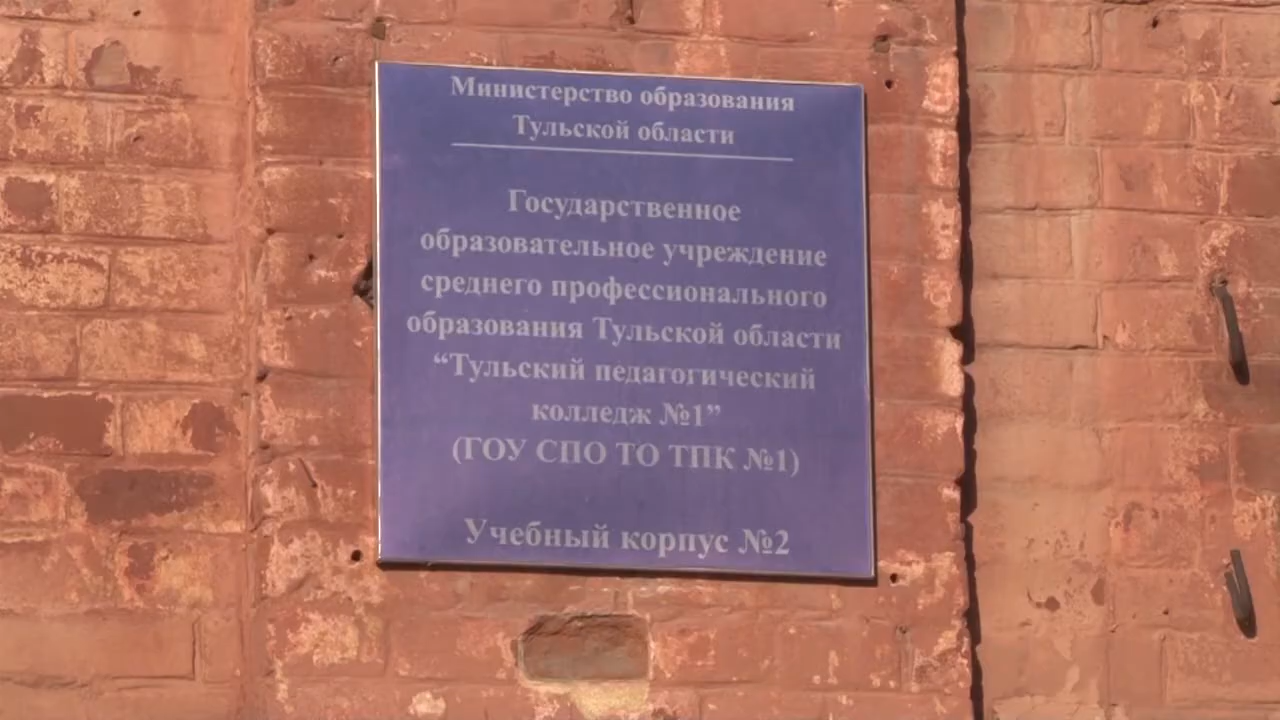 Министерство образования
Тульской области
Государственное
образовательное учреждение
среднего профессионального
образования Тульской области
“Тульский педагогический
колледж №1”
(ГОУ СПО ТО ТПК №1)
Учебный корпус №2